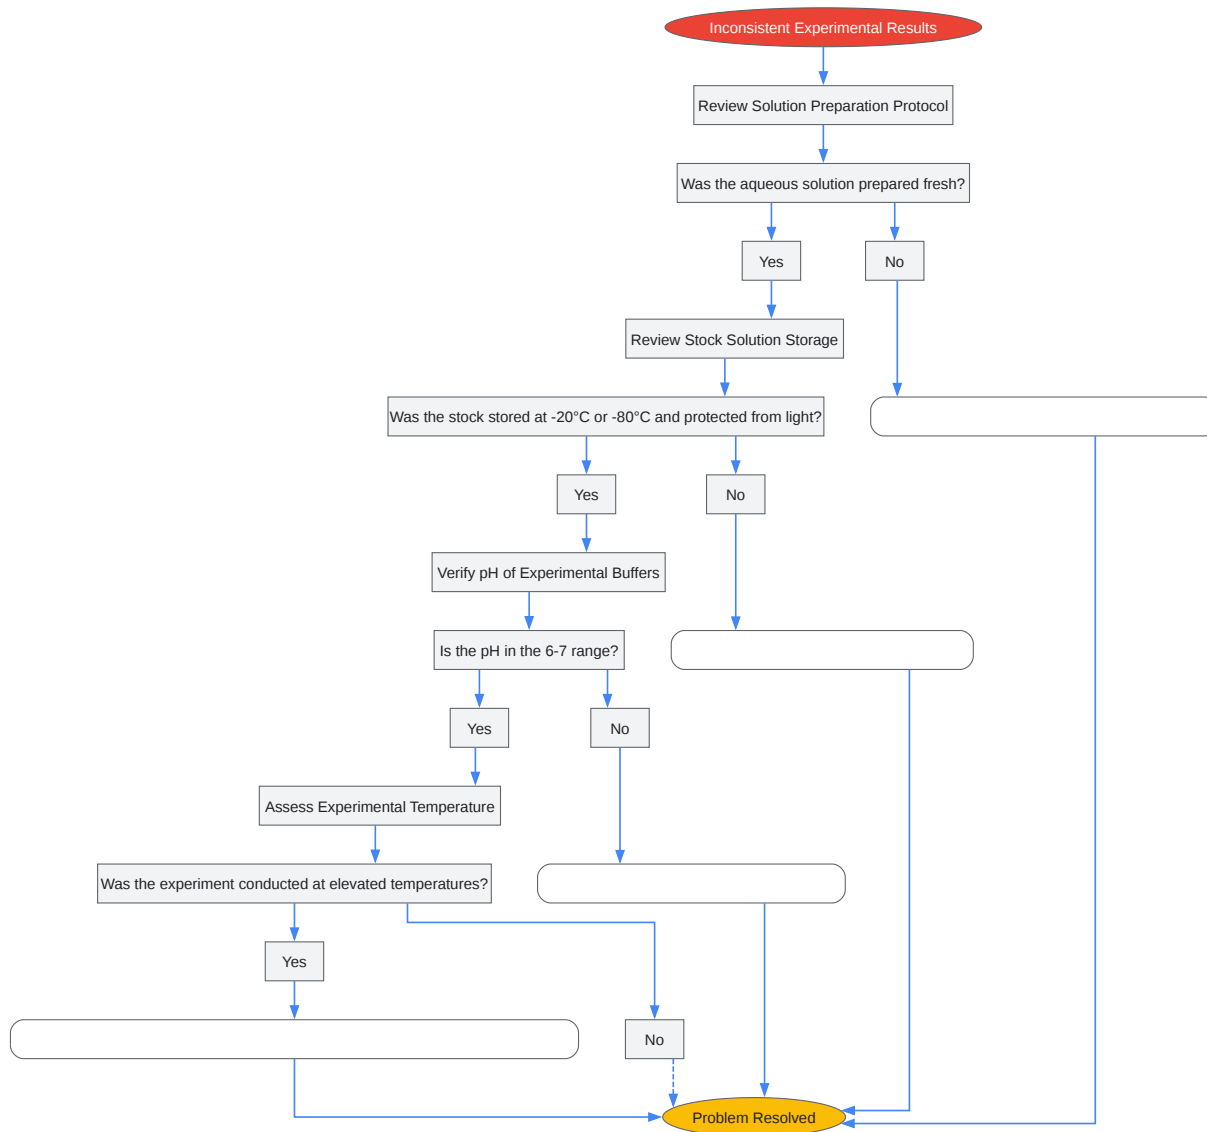 Inconsistent Experimental Results
Review Solution Preparation Protocol
Was the aqueous solution prepared fresh?
Yes
No
Review Stock Solution Storage
Was the stock stored at -20°C or -80°C and protected from light?
Yes
No
Verify pH of Experimental Buffers
Is the pH in the 6-7 range?
Yes
No
Assess Experimental Temperature
Was the experiment conducted at elevated temperatures?
Yes
No
Problem Resolved